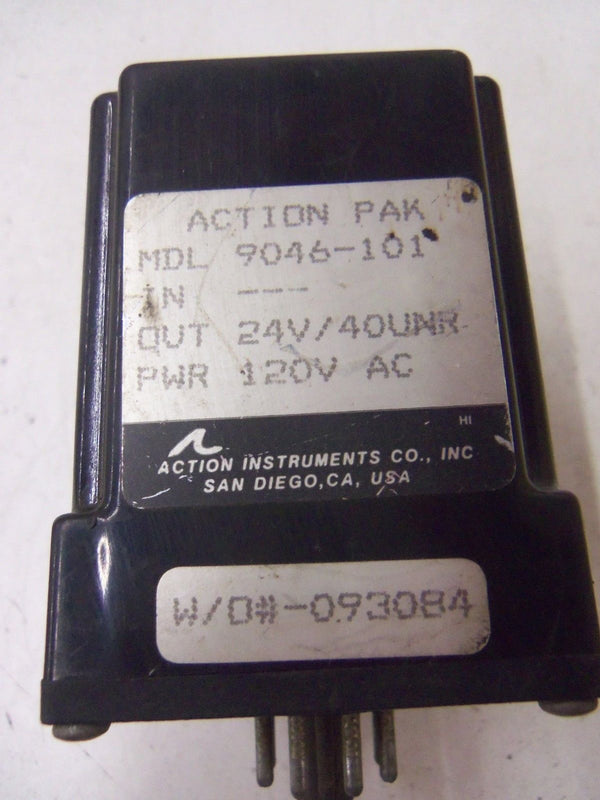 ACTION PAK
MDL 9046-101
IN ---
OUT 24V/40UNR
PWR 120V AC
HI
ACTION INSTRUMENTS CO., INC
SAN DIEGO, CA, USA
W/O#-093084